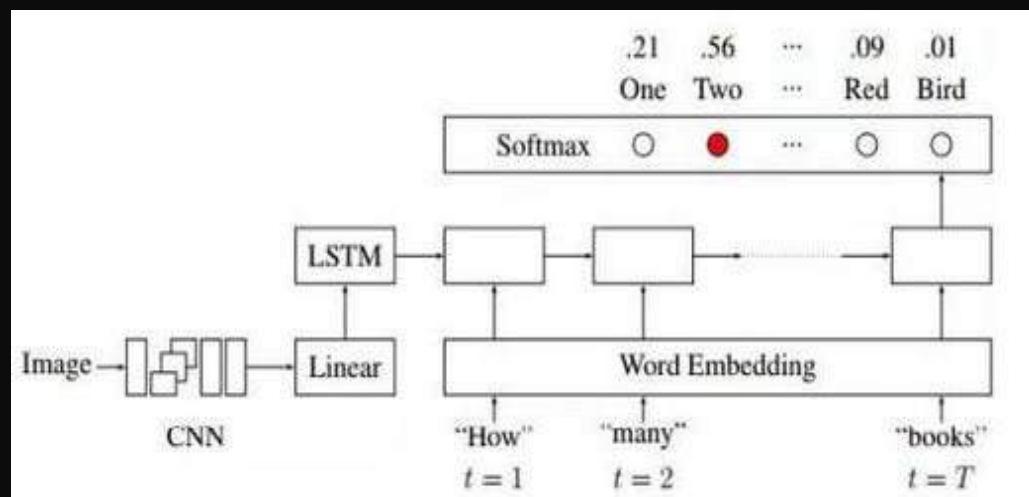 .21 .56 ... .09 .01
One Two ... Red Bird
Softmax ...
LSTM
Image Linear Word Embedding
CNN "How" "many" "books"
t = 1 t = 2 t = T